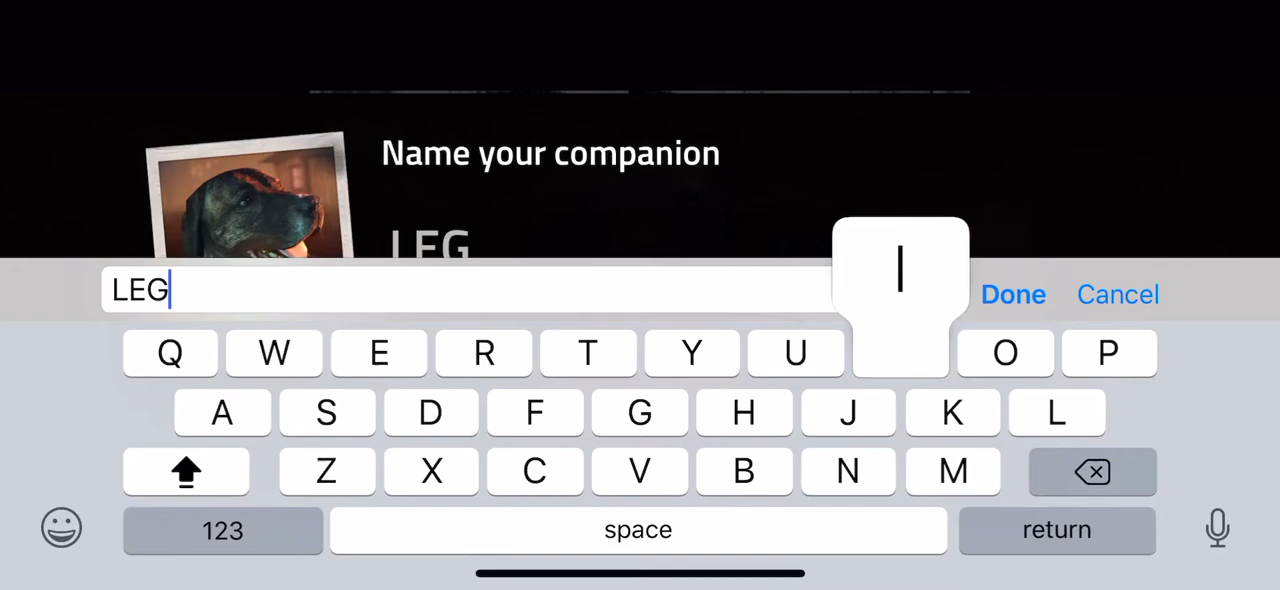 Name your companion
LEG
LEG
I
Done Cancel
Q W E R T Y U O P
A S D F G H J K L
Z X C V B N M
123 space return